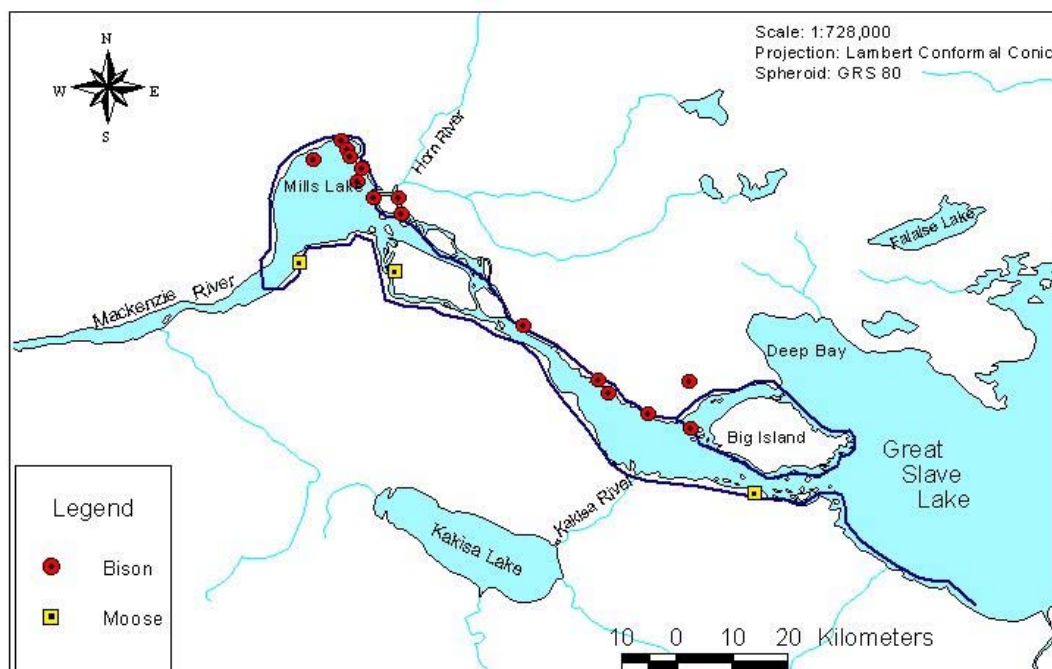 Scale: 1:728,000
Projection: Lambert Conformal Conic
Spheroid: GRS 80
N
W E
S
Horn River
Mills Lake
Falaise Lake
Mackenzie River
Deep Bay
Big Island
Great
Slave
Lake
Kakisa River
Kakisa Lake
Legend
Bison
Moose
10 0 10 20 Kilometers